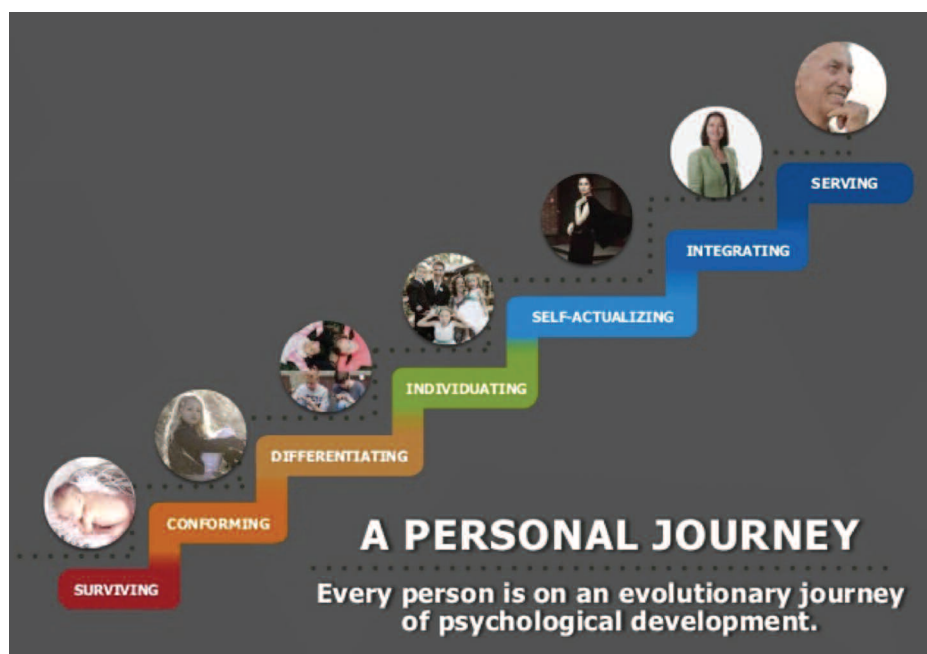 SERVING
INTEGRATING
SELF-ACTUALIZING
INDIVIDUATING
DIFFERENTIATING
CONFORMING
SURVIVING
A PERSONAL JOURNEY
Every person is on an evolutionary journey
of psychological development.